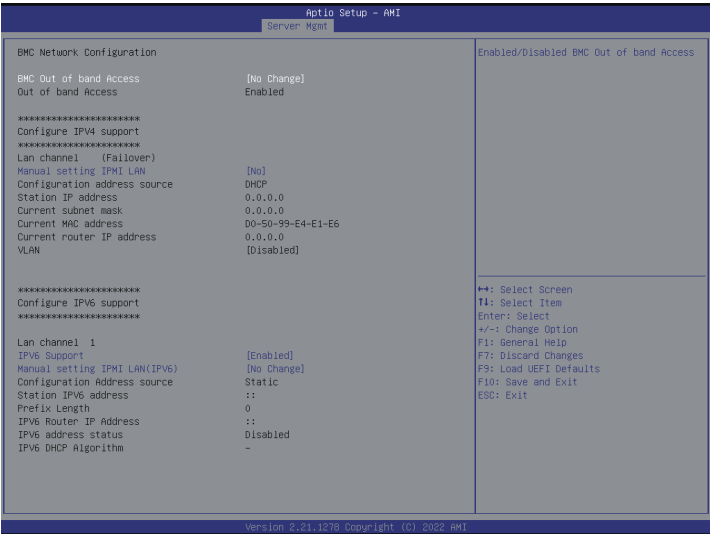 Aptio Setup – AMI
Server Mgmt
BMC Network Configuration
BMC Out of band Access [No Change]
Out of band Access Enabled
**********************
Configure IPV4 support
**********************
Lan channel (Failover)
Manual setting IPMI LAN [No]
Configuration address source DHCP
Station IP address 0.0.0.0
Current subnet mask 0.0.0.0
Current MAC address D0-50-99-E4-E1-E6
Current router IP address 0.0.0.0
VLAN [Disabled]
**********************
Configure IPV6 support
**********************
Lan channel 1
IPV6 Support [Enabled]
Manual setting IPMI LAN(IPV6) [No Change]
Configuration Address source Static
Station IPV6 address ::
Prefix Length 0
IPV6 Router IP Address ::
IPV6 address status Disabled
IPV6 DHCP Algorithm –
Enabled/Disabled BMC Out of band Access
↔: Select Screen
↑↓: Select Item
Enter: Select
+/-: Change Option
F1: General Help
F7: Discard Changes
F9: Load UEFI Defaults
F10: Save and Exit
ESC: Exit
Version 2.21.1278 Copyright (C) 2022 AMI